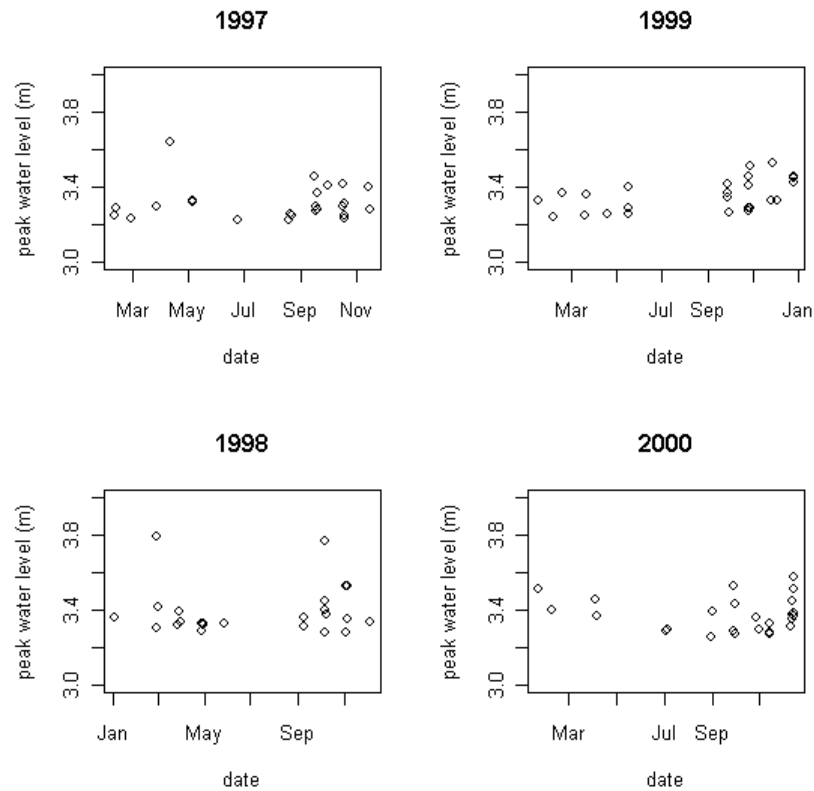 1997
peak water level (m)
3.8
3.4
3.0
Mar May Jul Sep Nov
date
1999
peak water level (m)
3.8
3.4
3.0
Mar Jul Sep Jan
date
1998
peak water level (m)
3.8
3.4
3.0
Jan May Sep
date
2000
peak water level (m)
3.8
3.4
3.0
Mar Jul Sep
date